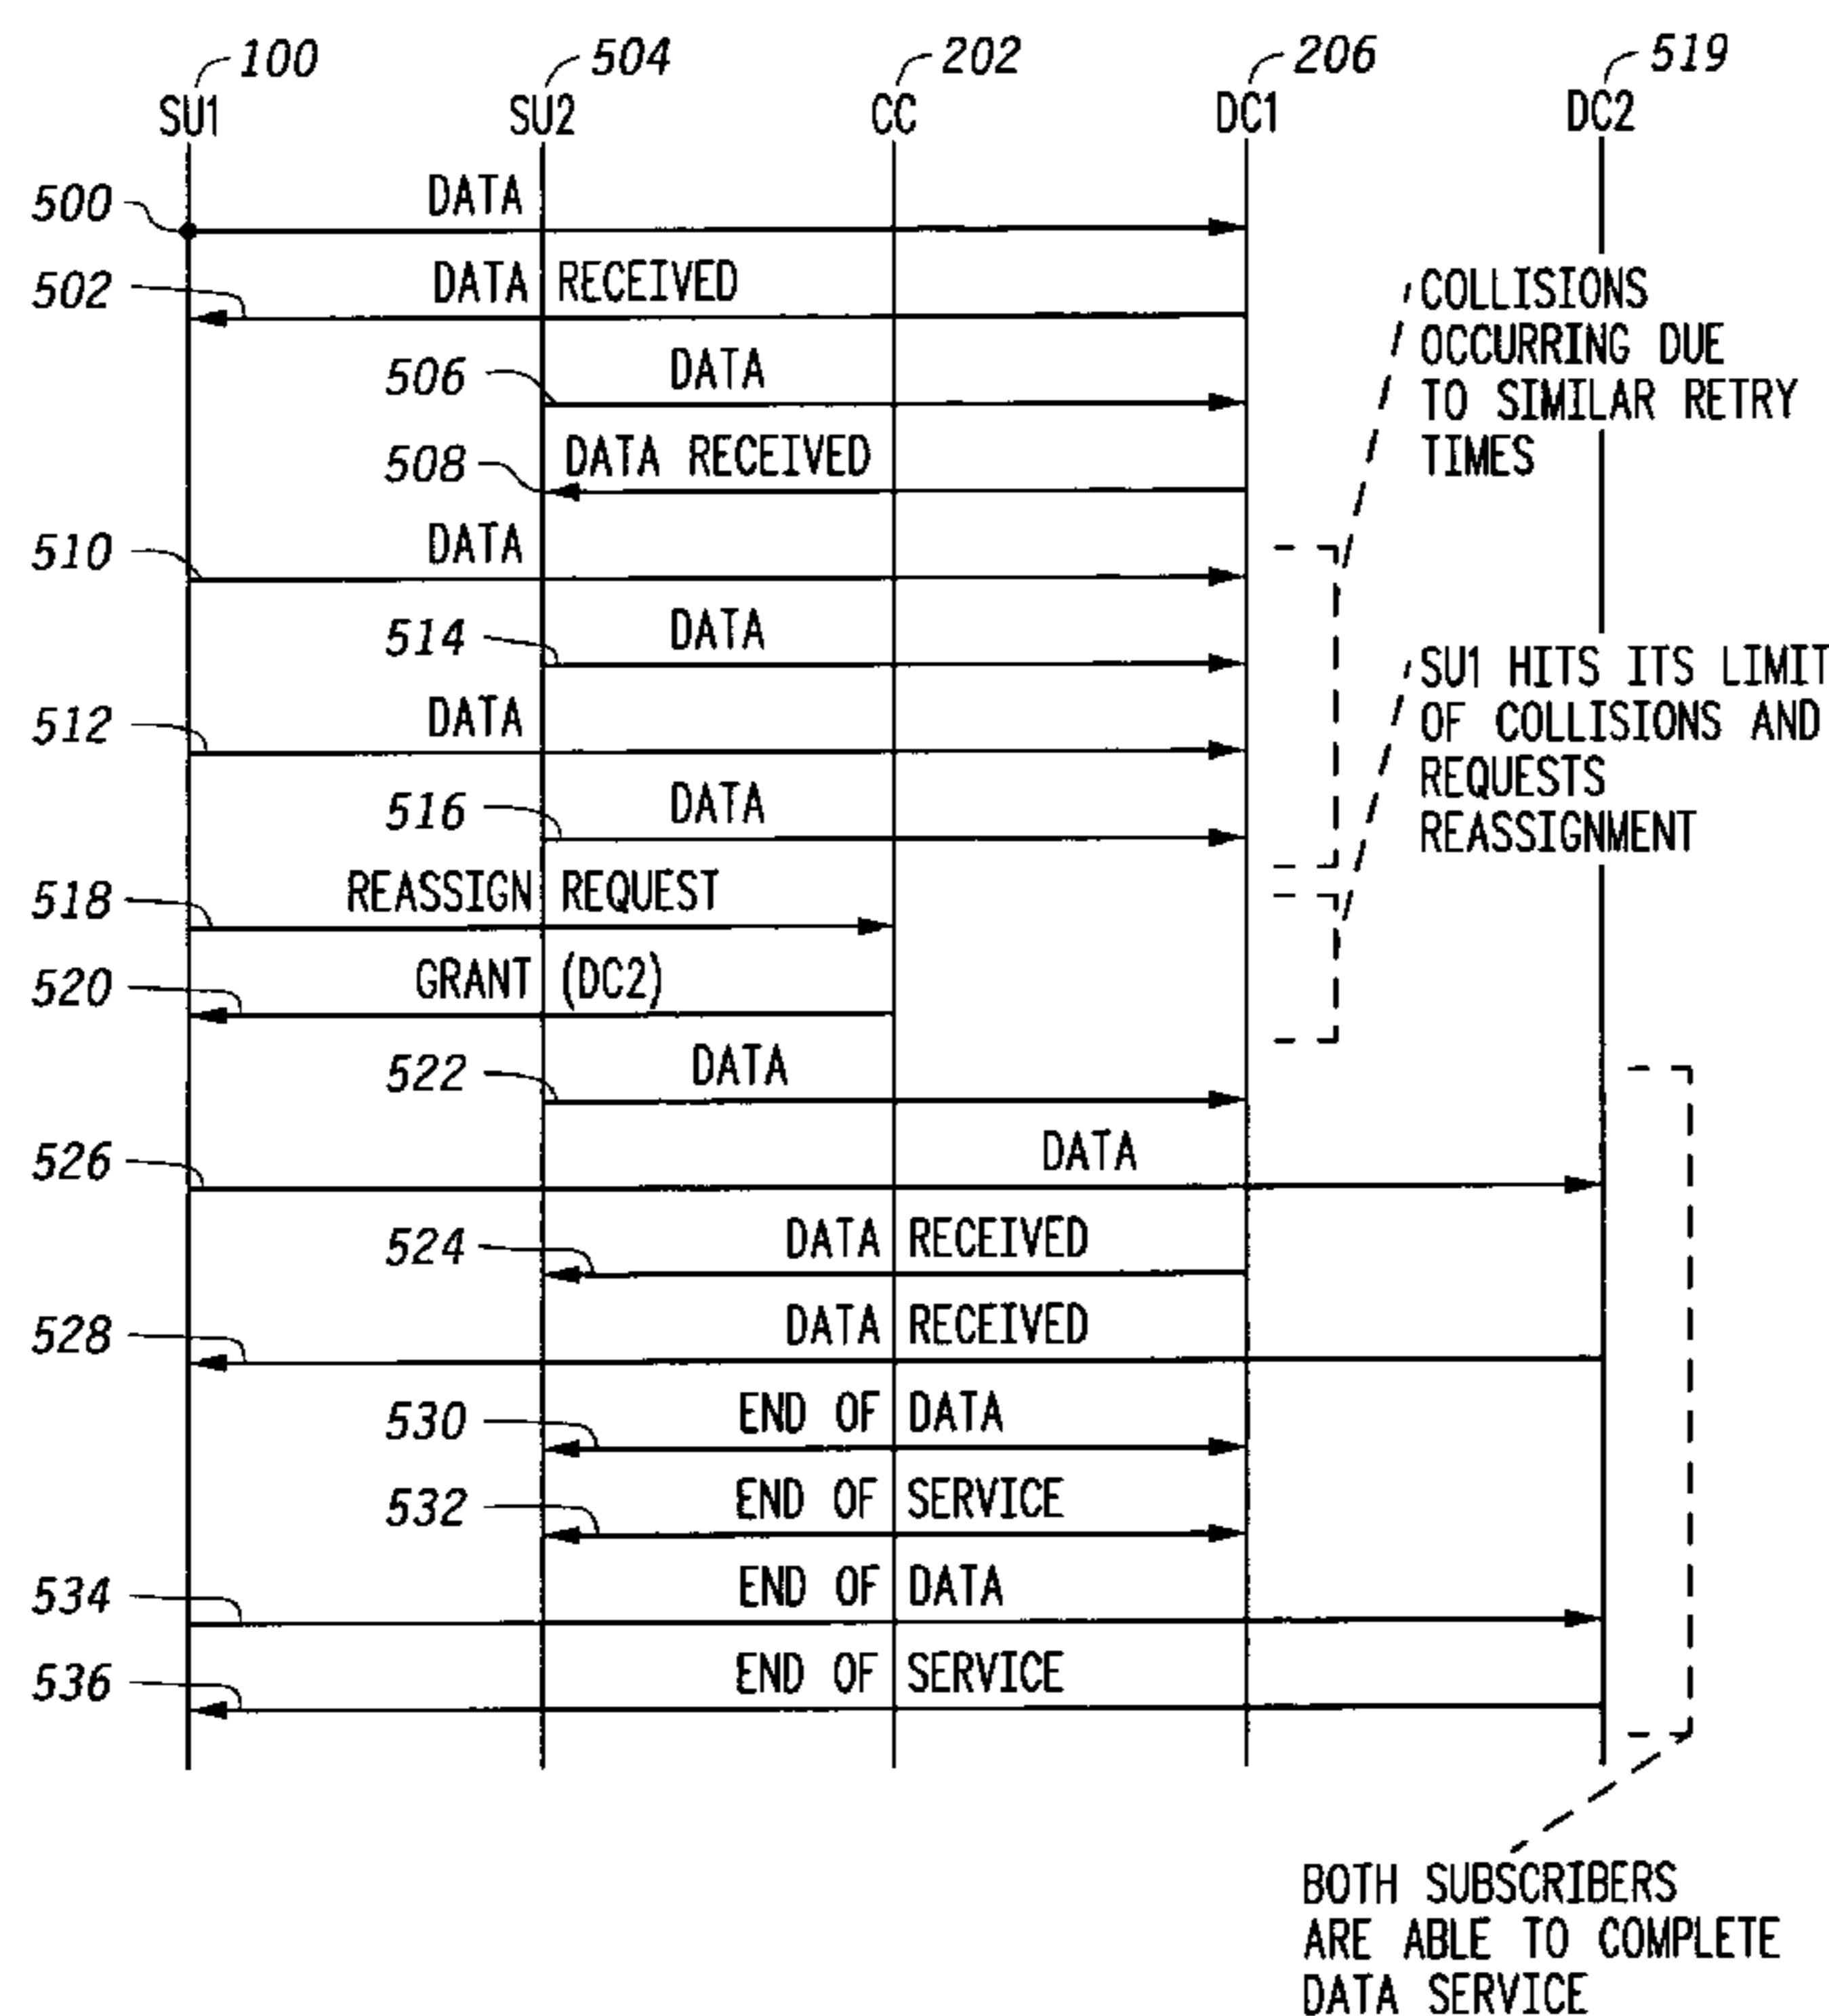 100 504 202 206 519
SU1 SU2 CC DC1 DC2
500 DATA
502 DATA RECEIVED
COLLISIONS
OCCURRING DUE
TO SIMILAR RETRY
TIMES
506 DATA
508 DATA RECEIVED
510 DATA
514 DATA
SU1 HITS ITS LIMIT
OF COLLISIONS AND
REQUESTS
REASSIGNMENT
512 DATA
516 DATA
518 REASSIGN REQUEST
520 GRANT (DC2)
522 DATA
526 DATA
524 DATA RECEIVED
528 DATA RECEIVED
530 END OF DATA
532 END OF SERVICE
534 END OF DATA
536 END OF SERVICE
BOTH SUBSCRIBERS
ARE ABLE TO COMPLETE
DATA SERVICE